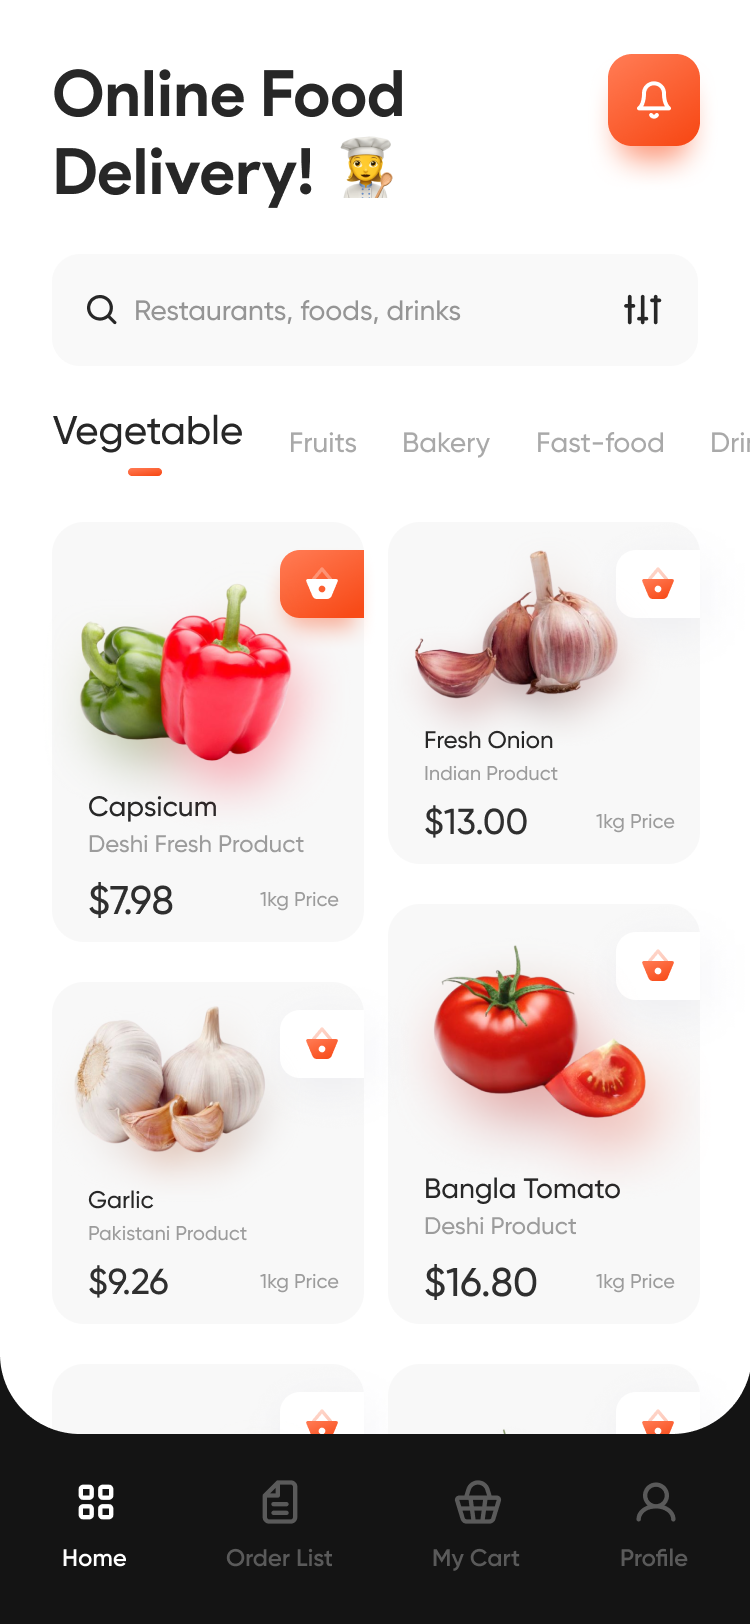 Online Food
Delivery!
Restaurants, foods, drinks
Vegetable
Fruits
Bakery
Fast-food
Capsicum
Deshi Fresh Product
$7.98
1kg Price
Fresh Onion
Indian Product
$13.00
1kg Price
Garlic
Pakistani Product
$9.26
1kg Price
Bangla Tomato
Deshi Product
$16.80
1kg Price
Home
Order List
My Cart
Profile